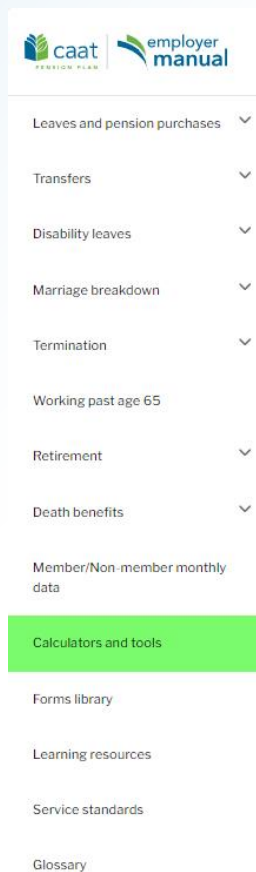 caat
PENSION PLAN
employer
manual
Leaves and pension purchases
Transfers
Disability leaves
Marriage breakdown
Termination
Working past age 65
Retirement
Death benefits
Member/Non-member monthly
data
Calculators and tools
Forms library
Learning resources
Service standards
Glossary